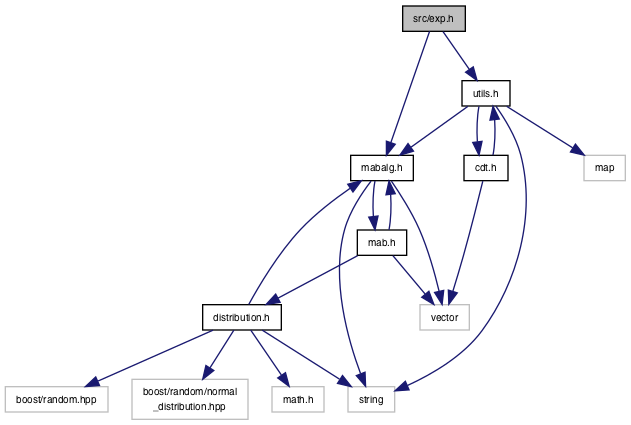 src/exp.h
utils.h
mabalg.h
cdt.h
map
mab.h
distribution.h
vector
boost/random.hpp
boost/random/normal
_distribution.hpp
math.h
string